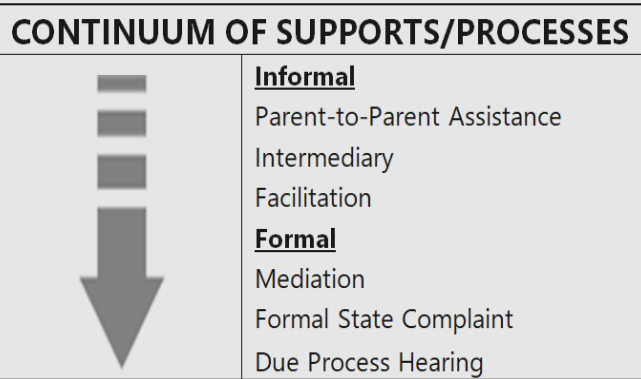 CONTINUUM OF SUPPORTS/PROCESSES
Informal
Parent-to-Parent Assistance
Intermediary
Facilitation
Formal
Mediation
Formal State Complaint
Due Process Hearing